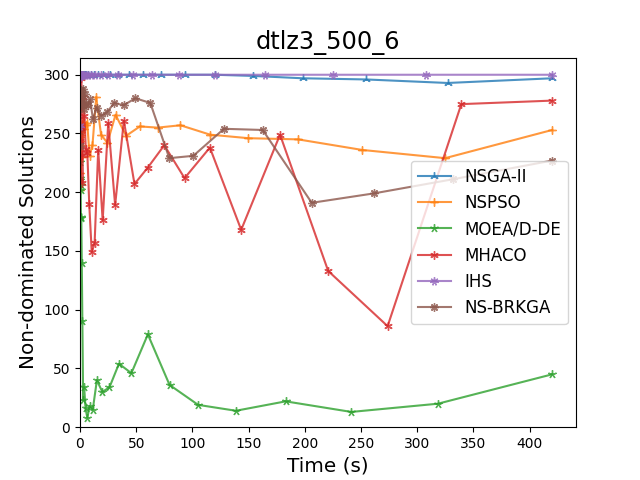 dtlz3_500_6
Non-dominated Solutions
300
250
200
150
100
50
0
NSGA-II
NSPSO
MOEA/D-DE
MHACO
IHS
NS-BRKGA
0 50 100 150 200 250 300 350 400
Time (s)